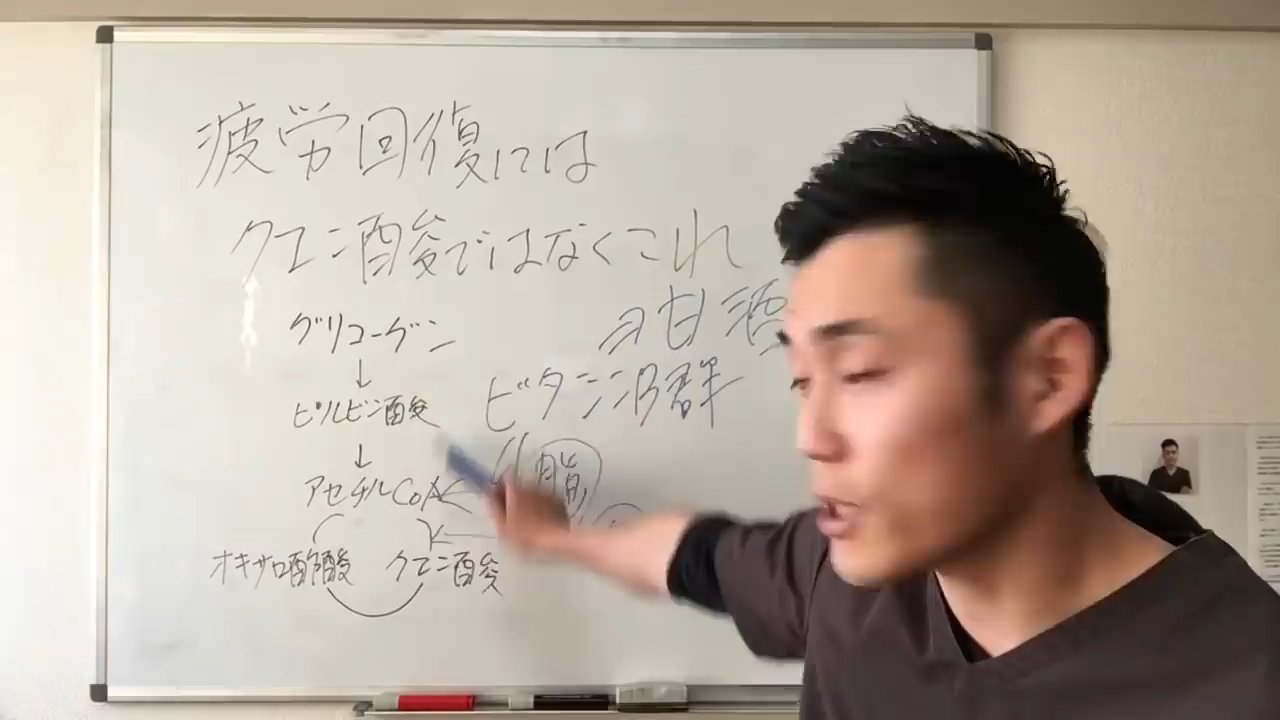 疲労回復には
クエン酸ではなくこれ
甘酒
グリコーゲン
↓
ピルビン酸
ビタミンB群
↓
脂
アセチルCoA
オキサロ酢酸
クエン酸